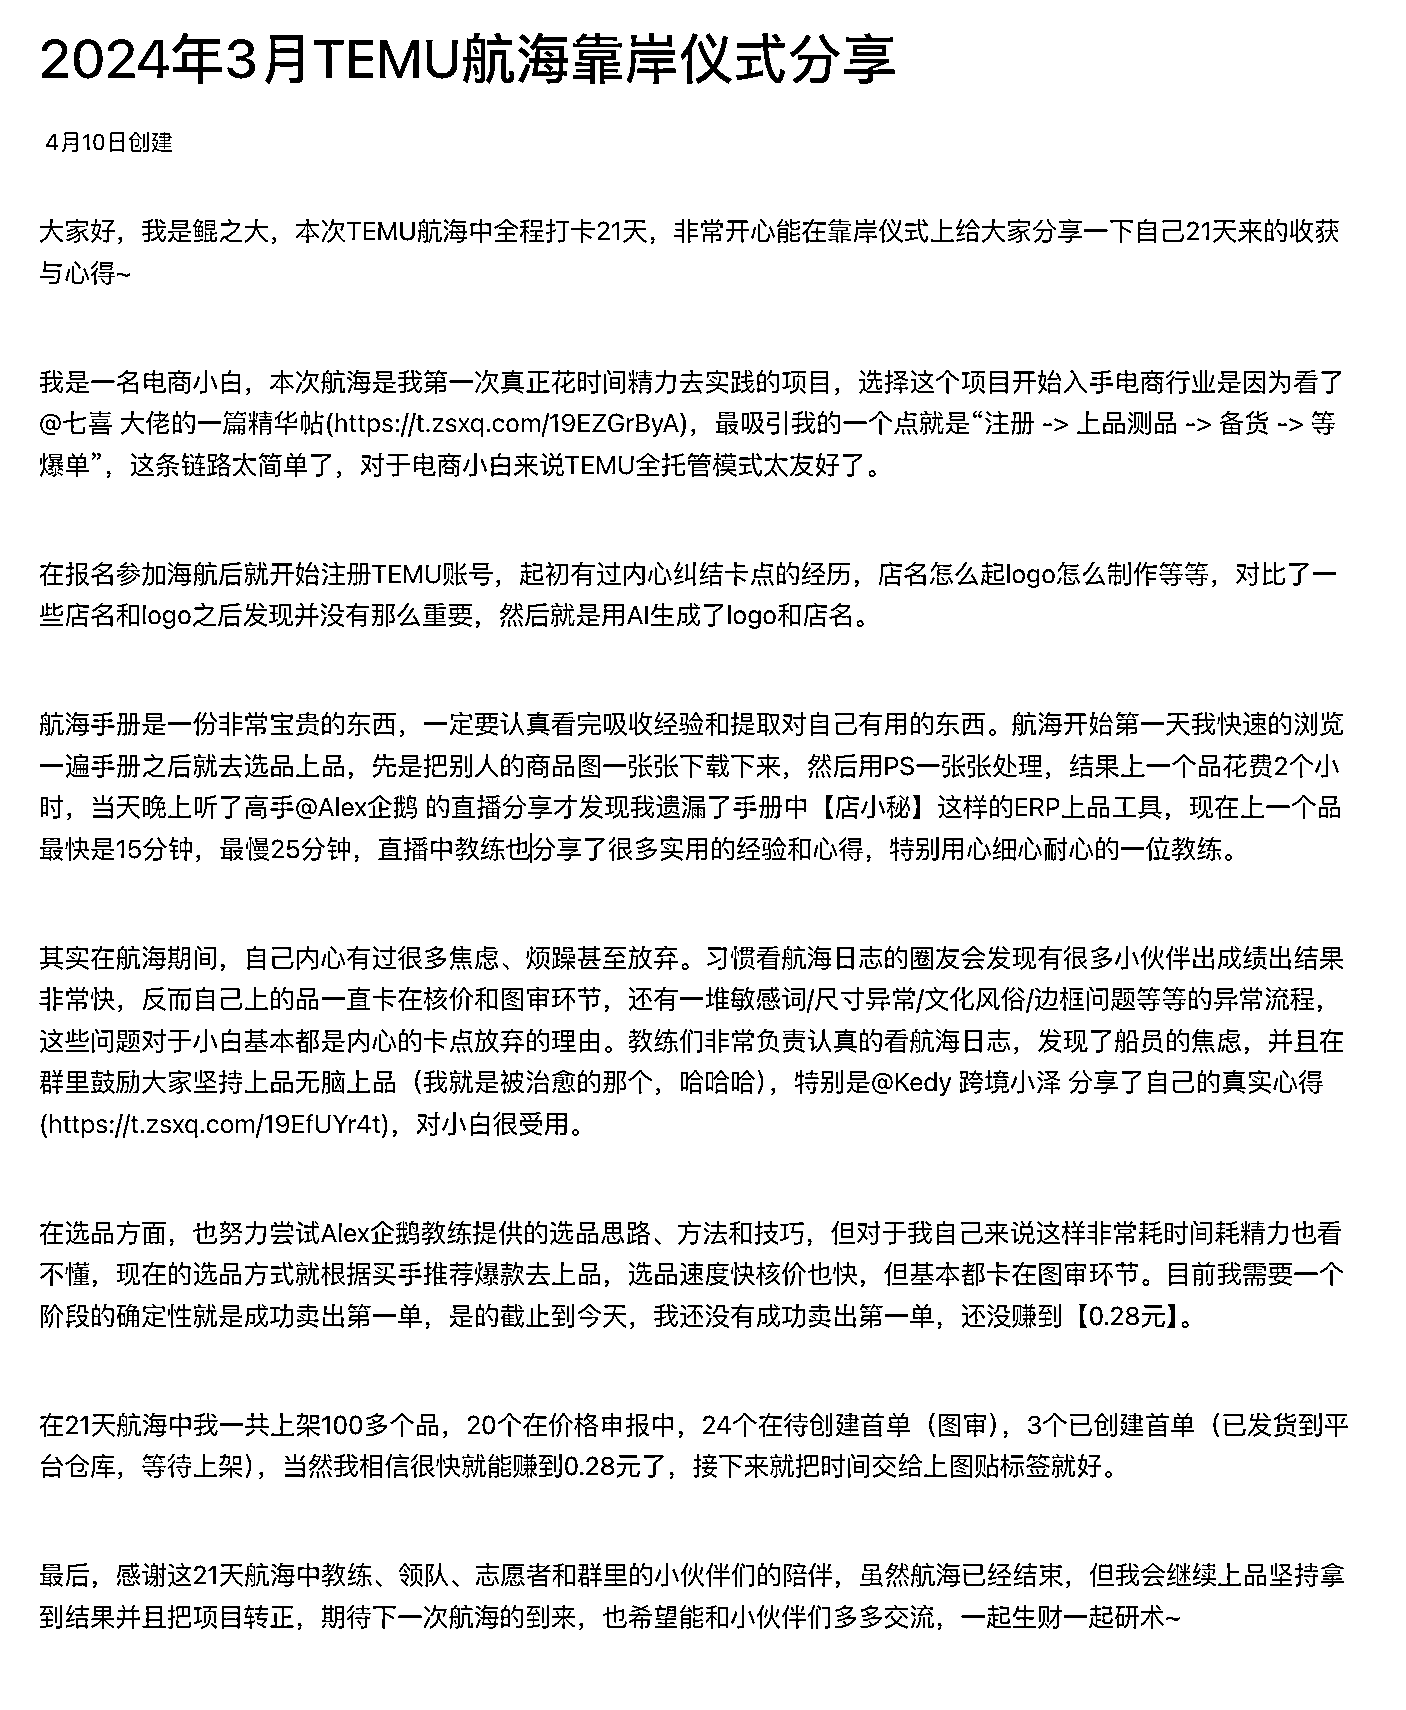 2024年3月TEMU航海靠岸仪式分享
4月10日创建
大家好，我是鲲之大，本次TEMU航海中全程打卡21天，非常开心能在靠岸仪式上给大家分享一下自己21天来的收获
与心得~
我是一名电商小白，本次航海是我第一次真正花时间精力去实践的项目，选择这个项目开始入手电商行业是因为看了
@七喜 大佬的一篇精华帖(https://t.zsxq.com/19EZGrByA)，最吸引我的一个点就是“注册 -> 上品测品 -> 备货 -> 等
爆单”，这条链路太简单了，对于电商小白来说TEMU全托管模式太友好了。
在报名参加海航后就开始注册TEMU账号，起初有过内心纠结卡点的经历，店名怎么起logo怎么制作等等，对比了一
些店名和logo之后发现并没有那么重要，然后就是用AI生成了logo和店名。
航海手册是一份非常宝贵的东西，一定要认真看完吸收经验和提取对自己有用的东西。航海开始第一天我快速的浏览
一遍手册之后就去选品上品，先是把别人的商品图一张张下载下来，然后用PS一张张处理，结果上一个品花费2个小
时，当天晚上听了高手@Alex企鹅 的直播分享才发现我遗漏了手册中【店小秘】这样的ERP上品工具，现在上一个品
最快是15分钟，最慢25分钟，直播中教练也分享了很多实用的经验和心得，特别用心细心耐心的一位教练。
其实在航海期间，自己内心有过很多焦虑、烦躁甚至放弃。习惯看航海日志的圈友会发现有很多小伙伴出成绩出结果
非常快，反而自己上的品一直卡在核价和图审环节，还有一堆敏感词/尺寸异常/文化风俗/边框问题等等的异常流程，
这些问题对于小白基本都是内心的卡点放弃的理由。教练们非常负责认真的看航海日志，发现了船员的焦虑，并且在
群里鼓励大家坚持上品无脑上品（我就是被治愈的那个，哈哈哈），特别是@Kedy 跨境小泽 分享了自己的真实心得
(https://t.zsxq.com/19EfUYr4t)，对小白很受用。
在选品方面，也努力尝试Alex企鹅教练提供的选品思路、方法和技巧，但对于我自己来说这样非常耗时间耗精力也看
不懂，现在的选品方式就根据买手推荐爆款去上品，选品速度快核价也快，但基本都卡在图审环节。目前我需要一个
阶段的确定性就是成功卖出第一单，是的截止到今天，我还没有成功卖出第一单，还没赚到【0.28元】。
在21天航海中我一共上架100多个品，20个在价格申报中，24个在待创建首单（图审），3个已创建首单（已发货到平
台仓库，等待上架），当然我相信很快就能赚到0.28元了，接下来就把时间交给上图贴标签就好。
最后，感谢这21天航海中教练、领队、志愿者和群里的小伙伴们的陪伴，虽然航海已经结束，但我会继续上品坚持拿
到结果并且把项目转正，期待下一次航海的到来，也希望能和小伙伴们多多交流，一起生财一起研术~